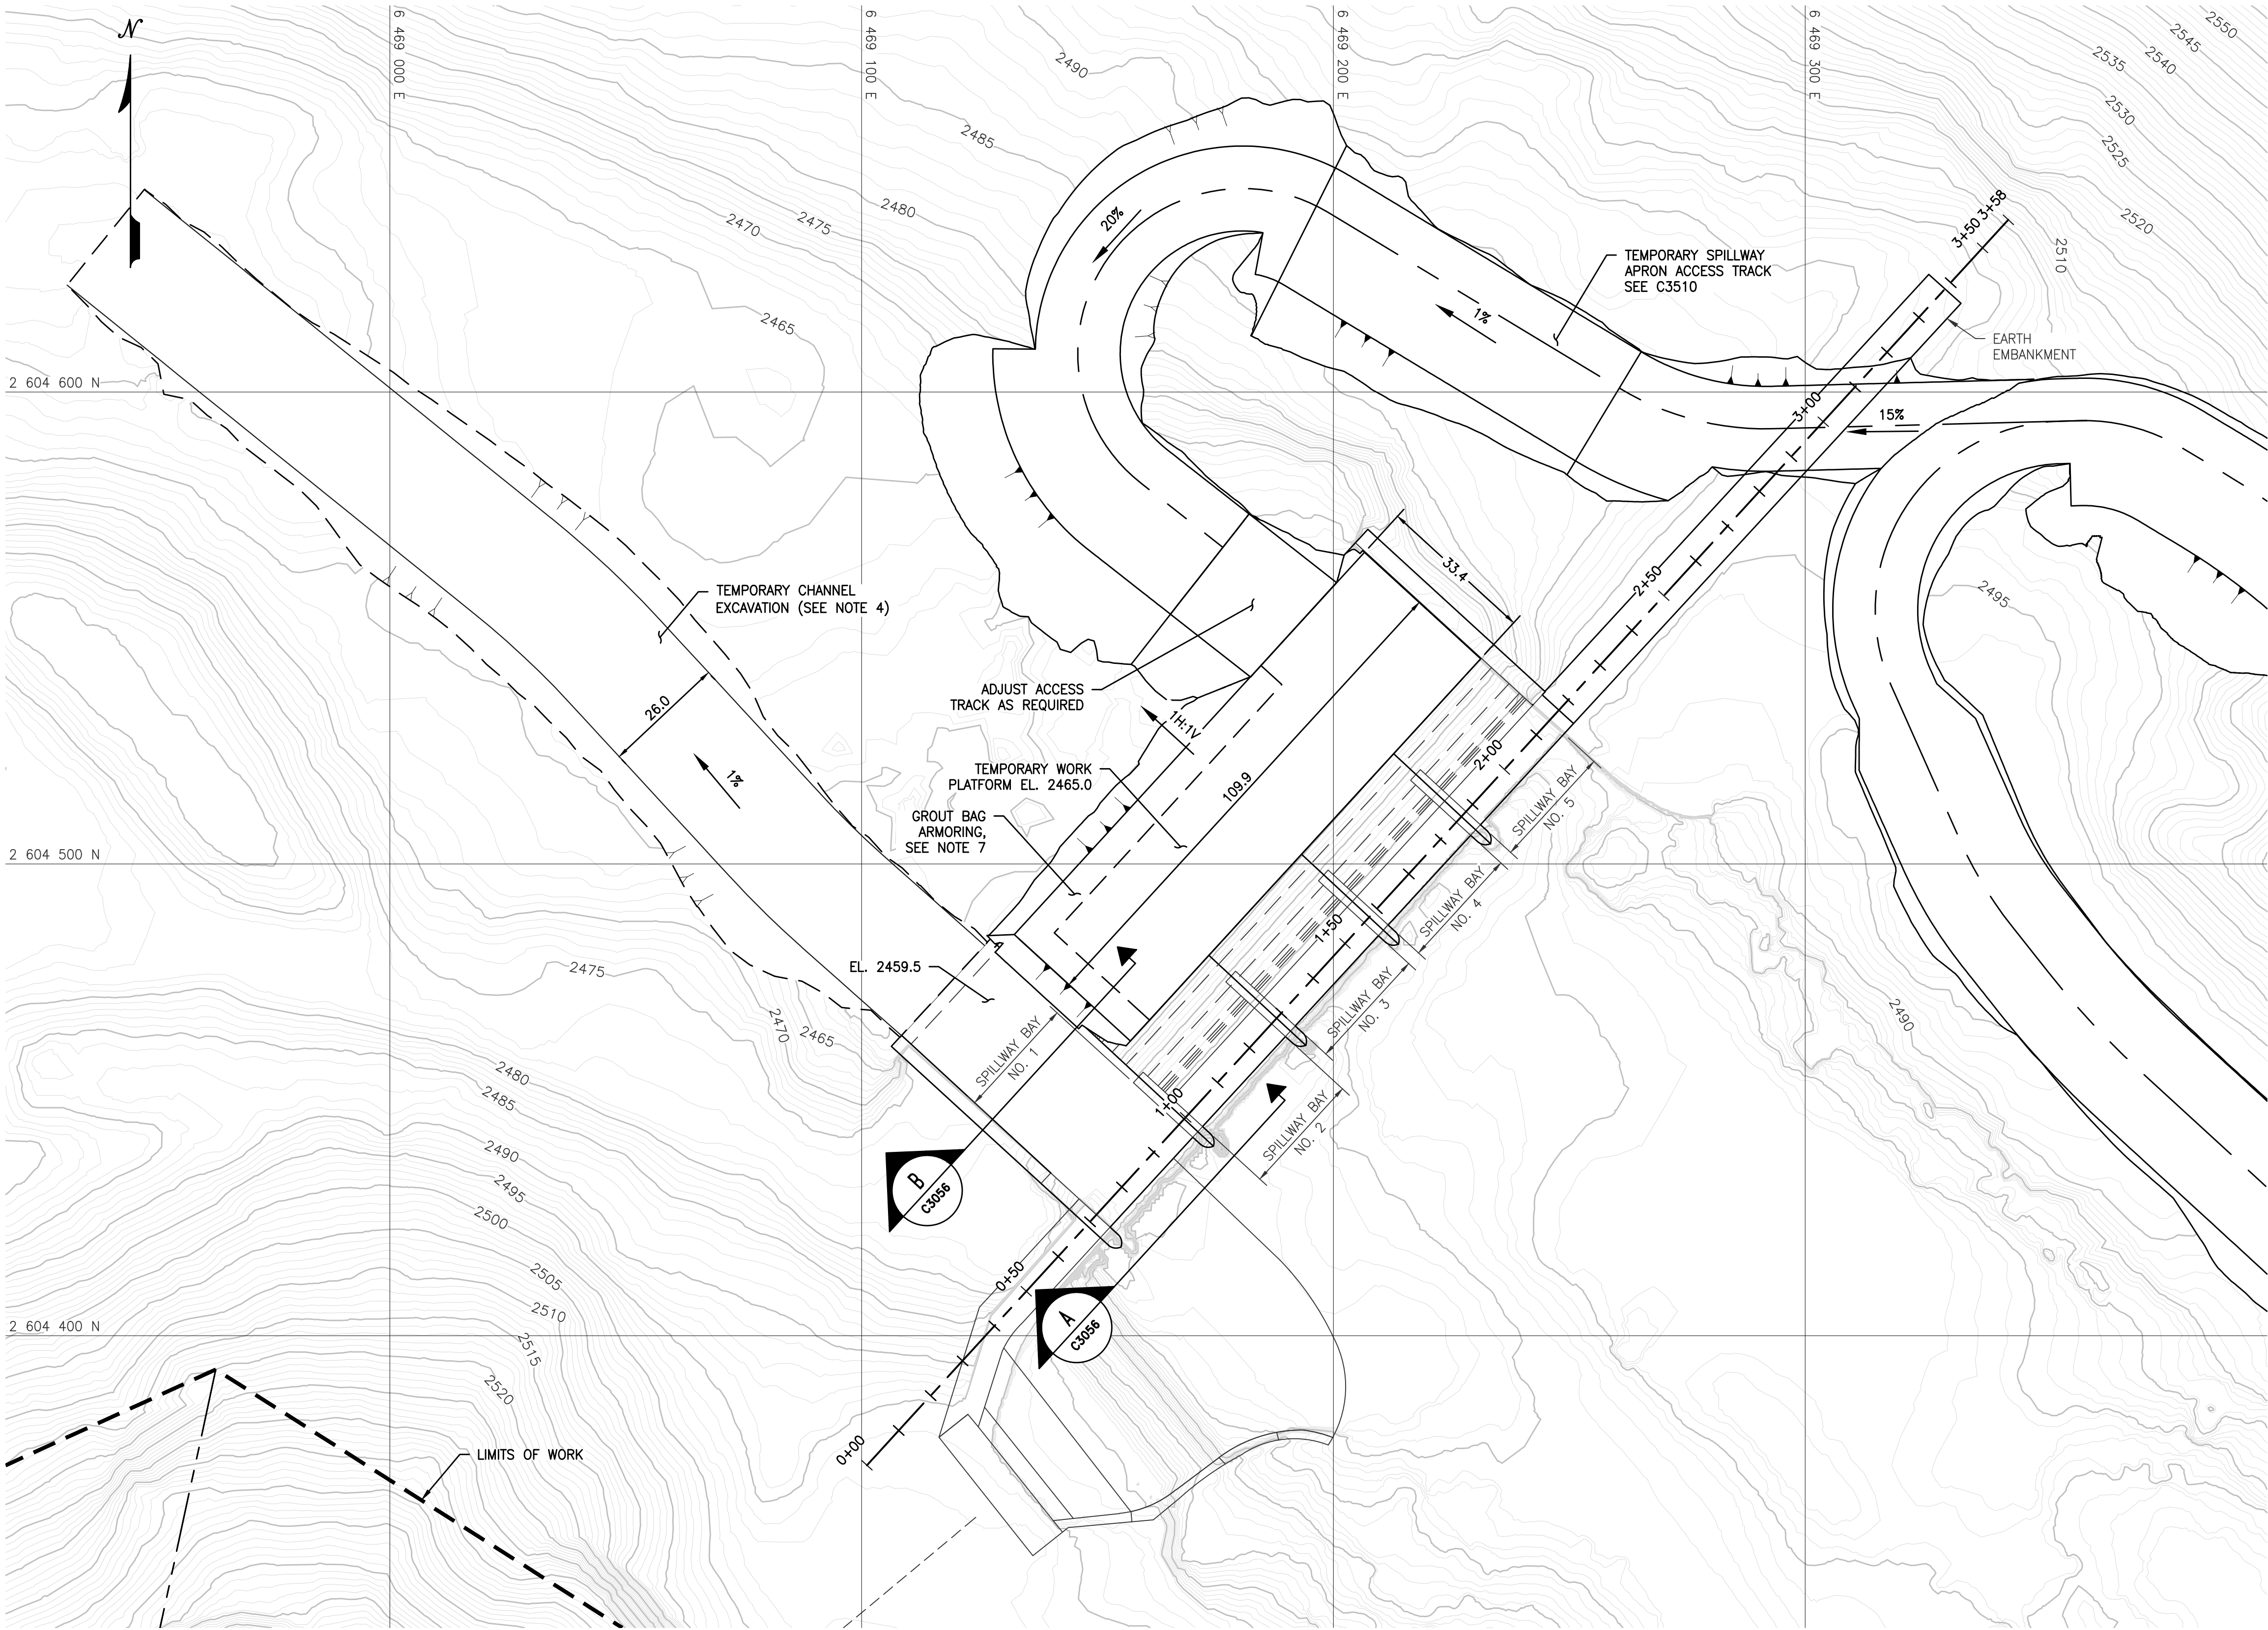 N
6 469 000 E
6 469 100 E
6 469 200 E
6 469 300 E
2550
2545
2540
2535
2530
2525
2520
2510
2490
2485
2480
2475
2470
2465
20%
1%
TEMPORARY SPILLWAY
APRON ACCESS TRACK
SEE C3510
3+50
3+58
EARTH
EMBANKMENT
2 604 600 N
3+00
15%
33.4
2+50
2495
TEMPORARY CHANNEL
EXCAVATION (SEE NOTE 4)
26.0
1%
ADJUST ACCESS
TRACK AS REQUIRED
1H:1V
TEMPORARY WORK
PLATFORM EL. 2465.0
109.9
2+00
GROUT BAG
ARMORING,
SEE NOTE 7
SPILLWAY BAY
NO. 5
2 604 500 N
SPILLWAY BAY
NO. 4
1+50
EL. 2459.5
2475
2470
2465
SPILLWAY BAY
NO. 3
SPILLWAY BAY
NO. 1
2490
1+00
SPILLWAY BAY
NO. 2
2480
2485
2490
2495
2500
2505
2510
2515
2520
B
C3056
0+50
A
C3056
2 604 400 N
0+00
LIMITS OF WORK